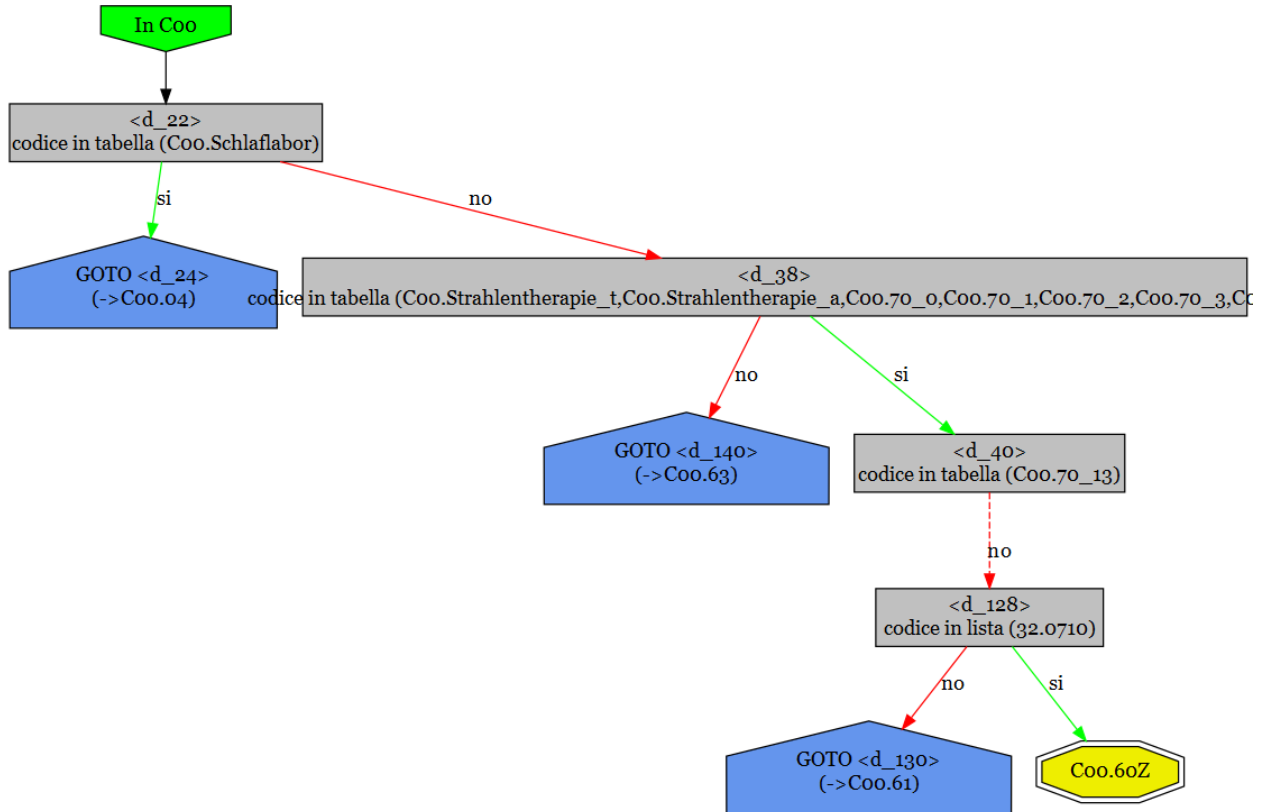 In C00
<d_22>
codice in tabella (C00.Schlaflabor)
si
no
GOTO <d_24>
(->C00.04)
<d_38>
codice in tabella (C00.Strahlentherapie_t,C00.Strahlentherapie_a,C00.70_0,C00.70_1,C00.70_2,C00.70_3,C
no
si
GOTO <d_140>
(->C00.63)
<d_40>
codice in tabella (C00.70_13)
no
<d_128>
codice in lista (32.0710)
no
si
GOTO <d_130>
(->C00.61)
C00.60Z